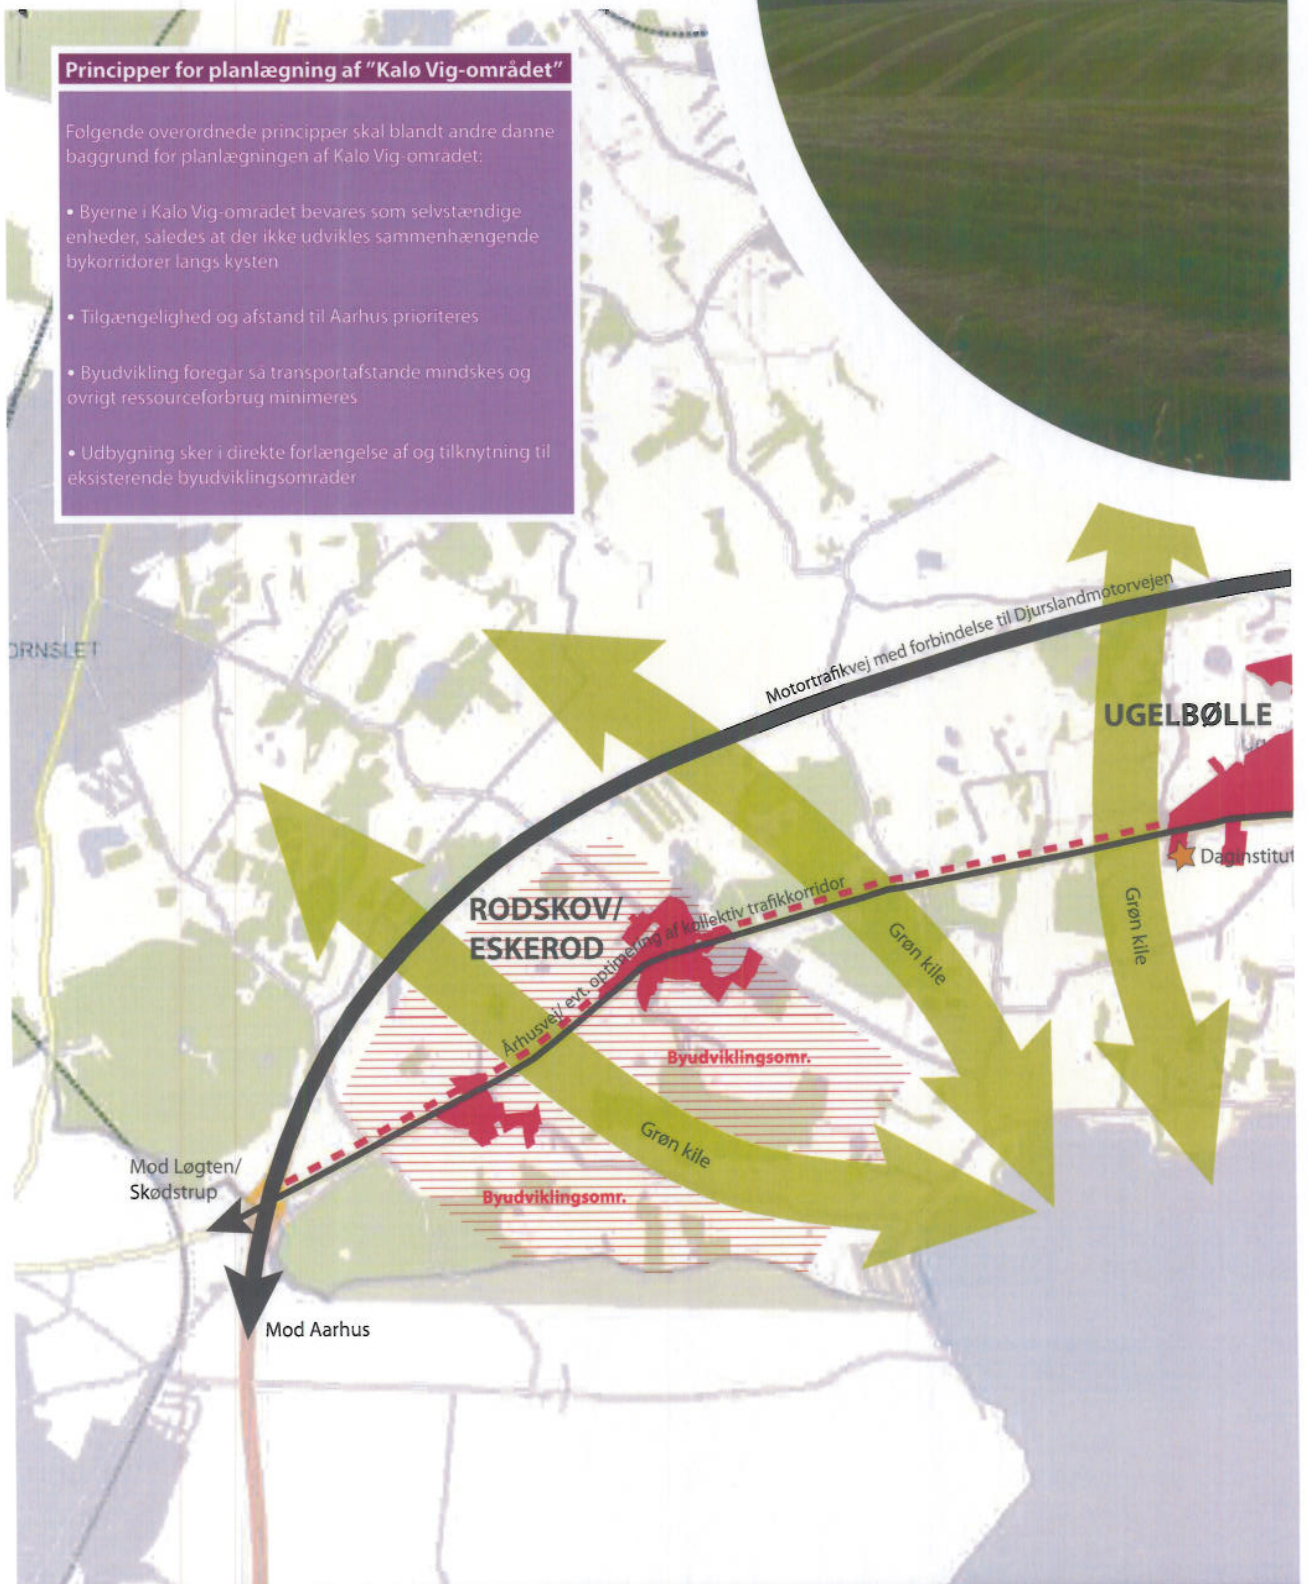 Principper for planlægning af "Kalø Vig-området"
Følgende overordnede principper skal blandt andre danne
baggrund for planlægningen af Kalø Vig-området:
• Byerne i Kalø Vig-området bevares som selvstændige
enheder, således at der ikke udvikles sammenhængende
bykorridorer langs kysten
• Tilgængelighed og afstand til Aarhus prioriteres
• Byudvikling foregår så transportafstande mindskes og
øvrigt ressourceforbrug minimeres
• Udbygning sker i direkte forlængelse af og tilknytning til
eksisterende byudviklingsområder
ORNSLET
Motortrafikvej med forbindelse til Djurslandmotorvejen
UGELBØLLE
Ug
Daginstitut
RODSKOV/
ESKEROD
Århusvej/ evt. optimering af kollektiv trafikkorridor
Grøn kile
Grøn kile
Byudviklingsomr.
Grøn kile
Mod Løgten/
Skødstrup
Byudviklingsomr.
Mod Aarhus